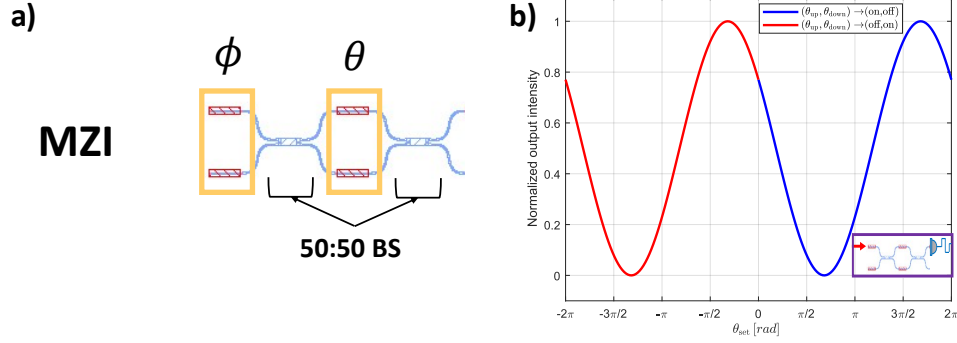 a)
ϕ
θ
MZI
50:50 BS
b)
(θup, θdown) →(on,off)
(θup, θdown) →(off,on)
Normalized output intensity
1
0.8
0.6
0.4
0.2
0
-2π
-3π/2
-π
-π/2
0
π/2
π
3π/2
2π
θset [rad]